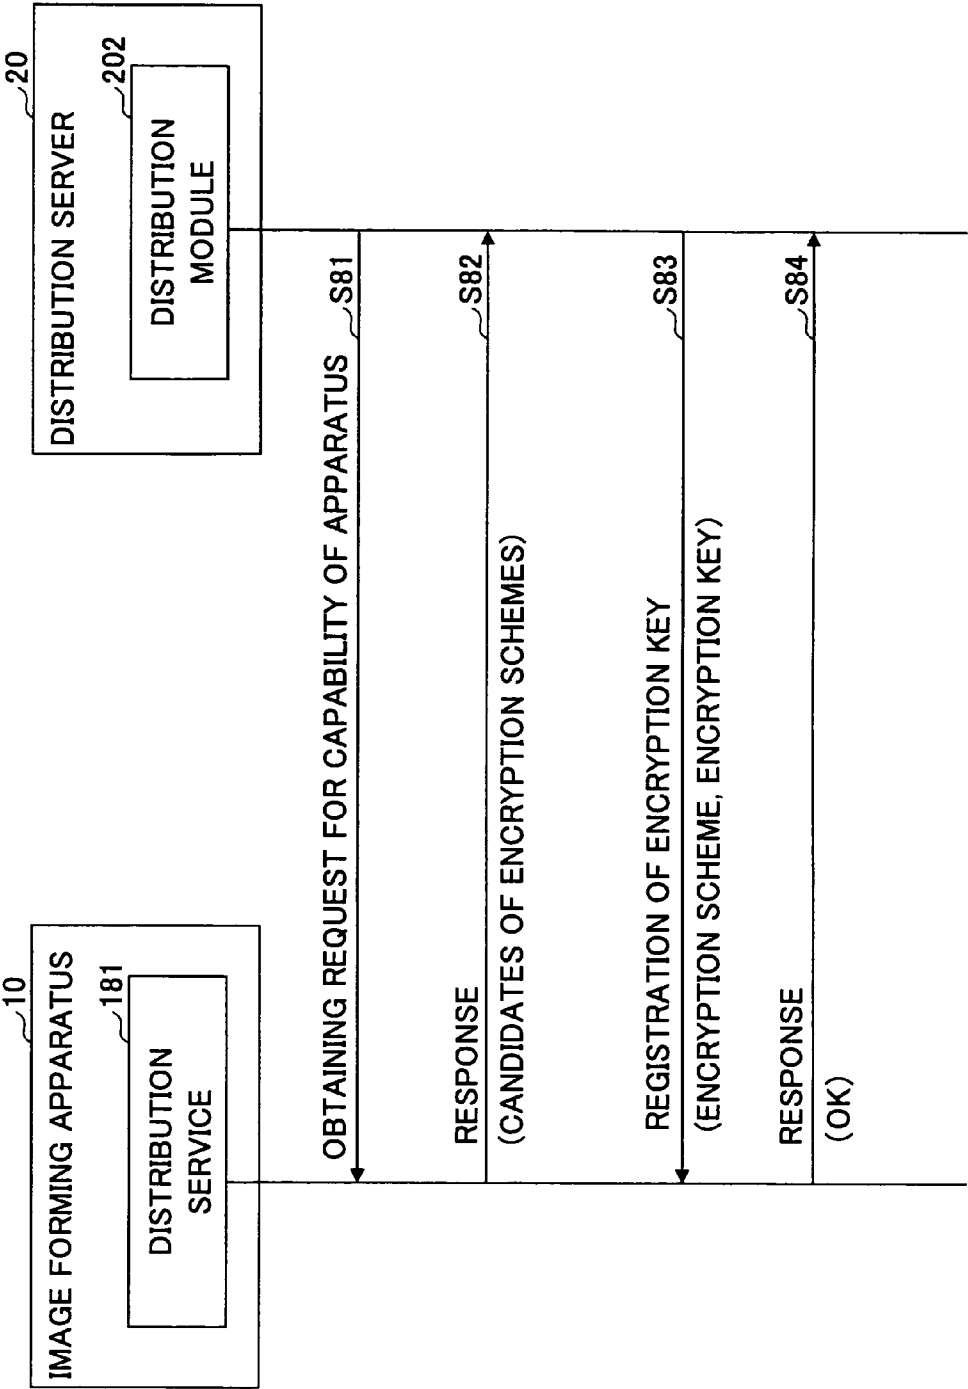 IMAGE FORMING APPARATUS
10
181
DISTRIBUTION
SERVICE
DISTRIBUTION SERVER
20
202
DISTRIBUTION
MODULE
OBTAINING REQUEST FOR CAPABILITY OF APPARATUS
S81
RESPONSE
(CANDIDATES OF ENCRYPTION SCHEMES)
S82
REGISTRATION OF ENCRYPTION KEY
(ENCRYPTION SCHEME, ENCRYPTION KEY)
S83
RESPONSE
(OK)
S84